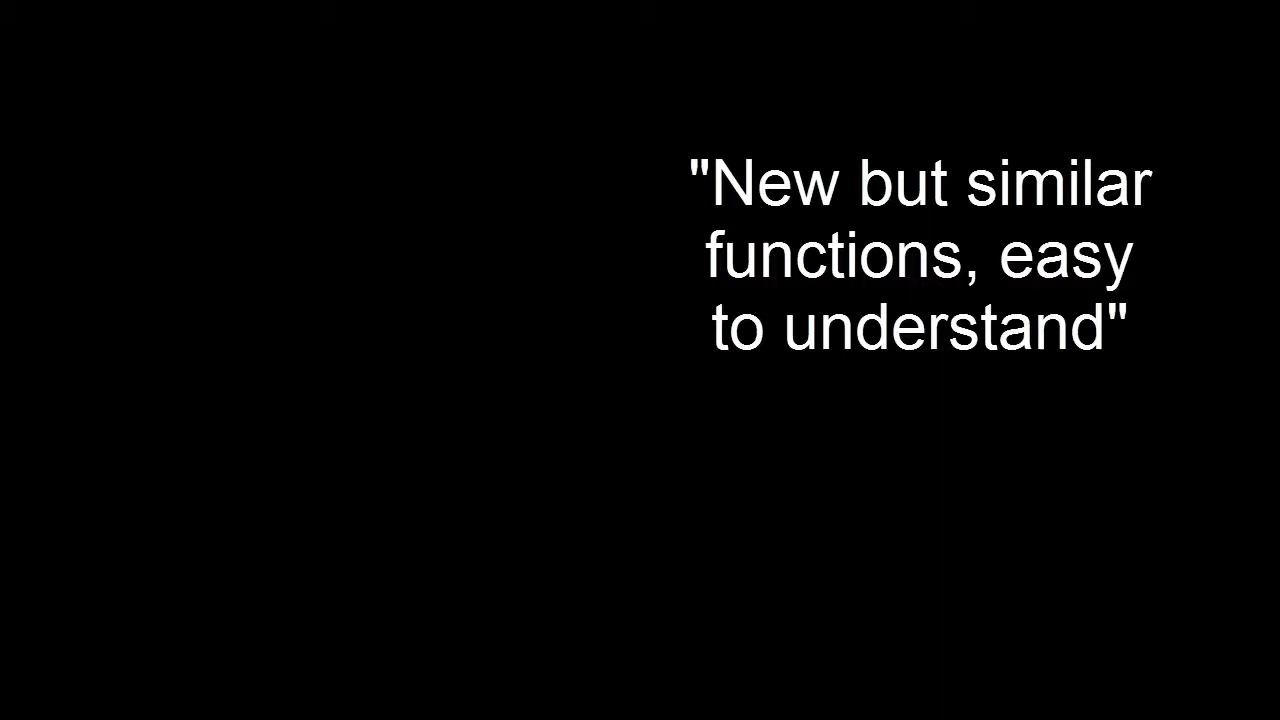 "New but similar
functions, easy
to understand"